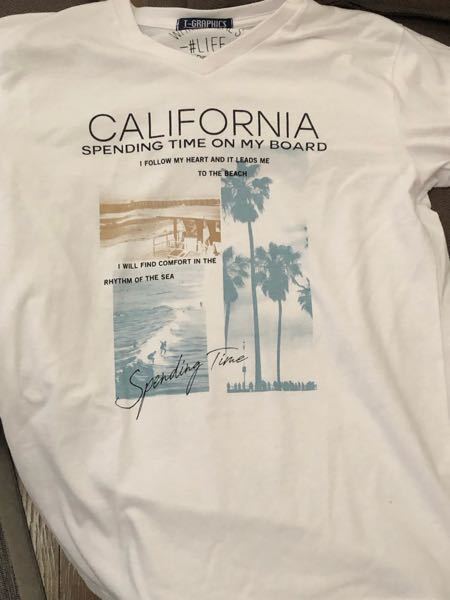 T-GRAPHICS
-#LIFE
CALIFORNIA
SPENDING TIME ON MY BOARD
I FOLLOW MY HEART AND IT LEADS ME
TO THE BEACH
I WILL FIND COMFORT IN THE
RHYTHM OF THE SEA
Spending Time